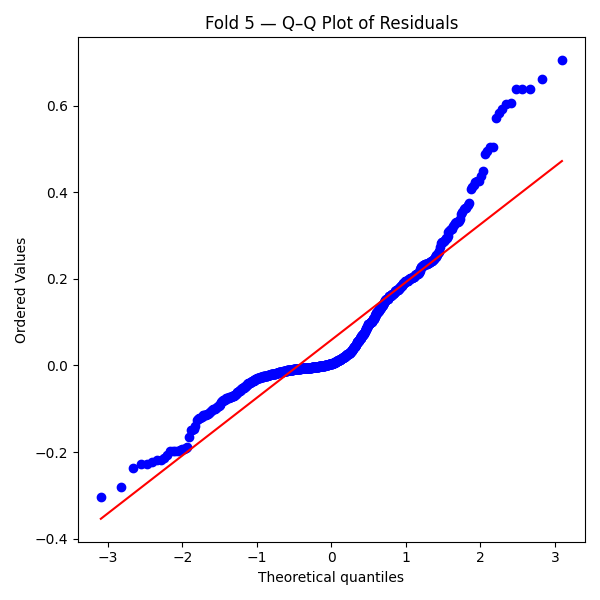 Fold 5 — Q–Q Plot of Residuals
Ordered Values
0.6
0.4
0.2
0.0
−0.2
−0.4
−3 −2 −1 0 1 2 3
Theoretical quantiles